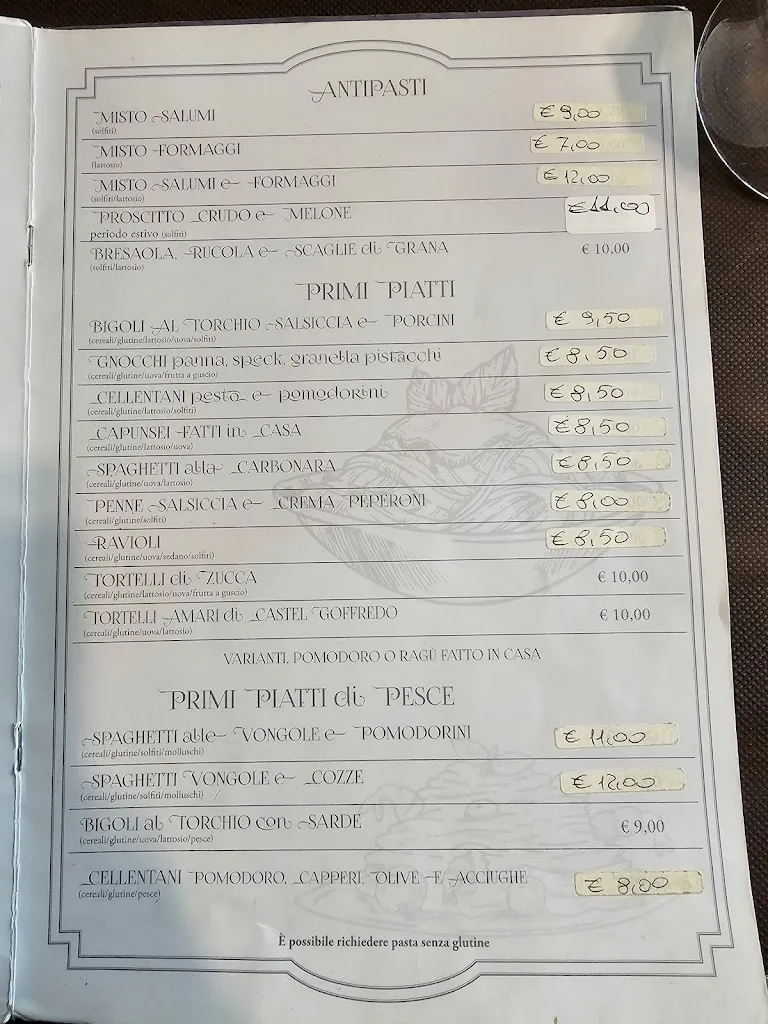 ANTIPASTI
MISTO SALUMI € 9,00
(solfiti)
MISTO FORMAGGI € 7,00
(lattosio)
MISTO SALUMI e FORMAGGI € 12,00
(solfiti/lattosio)
PROSCITTO CRUDO e MELONE € 11,00
periodo estivo (solfiti)
BRESAOLA, RUCOLA e SCAGLIE di GRANA € 10,00
(solfiti/lattosio)
PRIMI PIATTI
BIGOLI AL TORCHIO SALSICCIA e PORCINI € 9,50
(cereali/glutine/lattosio/uova/solfiti)
GNOCCHI panna, speck, granella pistacchi € 8,50
(cereali/glutine/uova/frutta a guscio)
CELLENTANI pesto e pomodorini € 8,50
(cereali/glutine/lattosio/solfiti)
CAPUNSEI FATTI in CASA € 8,50
(cereali/glutine/lattosio/uova)
SPAGHETTI alla CARBONARA € 8,50
(cereali/glutine/uova/lattosio)
PENNE SALSICCIA e CREMA PEPERONI € 8,00
(cereali/glutine/solfiti)
RAVIOLI € 8,50
(cereali/glutine/uova/sedano/solfiti)
TORTELLI di ZUCCA € 10,00
(cereali/glutine/lattosio/uova/frutta a guscio)
TORTELLI AMARI di CASTEL GOFFREDO € 10,00
(cereali/glutine/uova/lattosio)
VARIANTI, POMODORO O RAGÙ FATTO IN CASA
PRIMI PIATTI di PESCE
SPAGHETTI alle VONGOLE e POMODORINI € 11,00
(cereali/glutine/solfiti/molluschi)
SPAGHETTI VONGOLE e COZZE € 12,00
(cereali/glutine/solfiti/molluschi)
BIGOLI al TORCHIO con SARDE € 9,00
(cereali/glutine/uova/lattosio/pesce)
CELLENTANI POMODORO, CAPPERI, OLIVE E ACCIUGHE € 8,00
(cereali/glutine/pesce)
È possibile richiedere pasta senza glutine